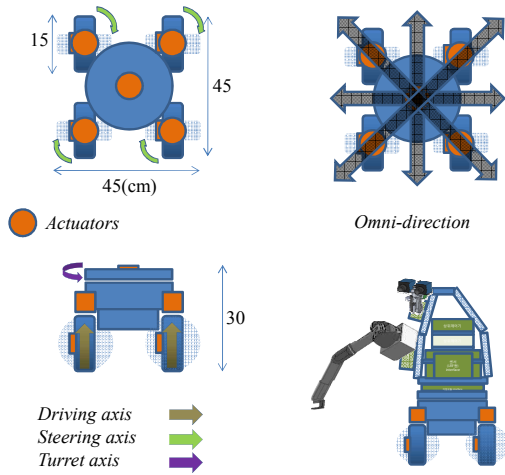 15
45
45(cm)
Actuators
Omni-direction
30
Driving axis
Steering axis
Turret axis